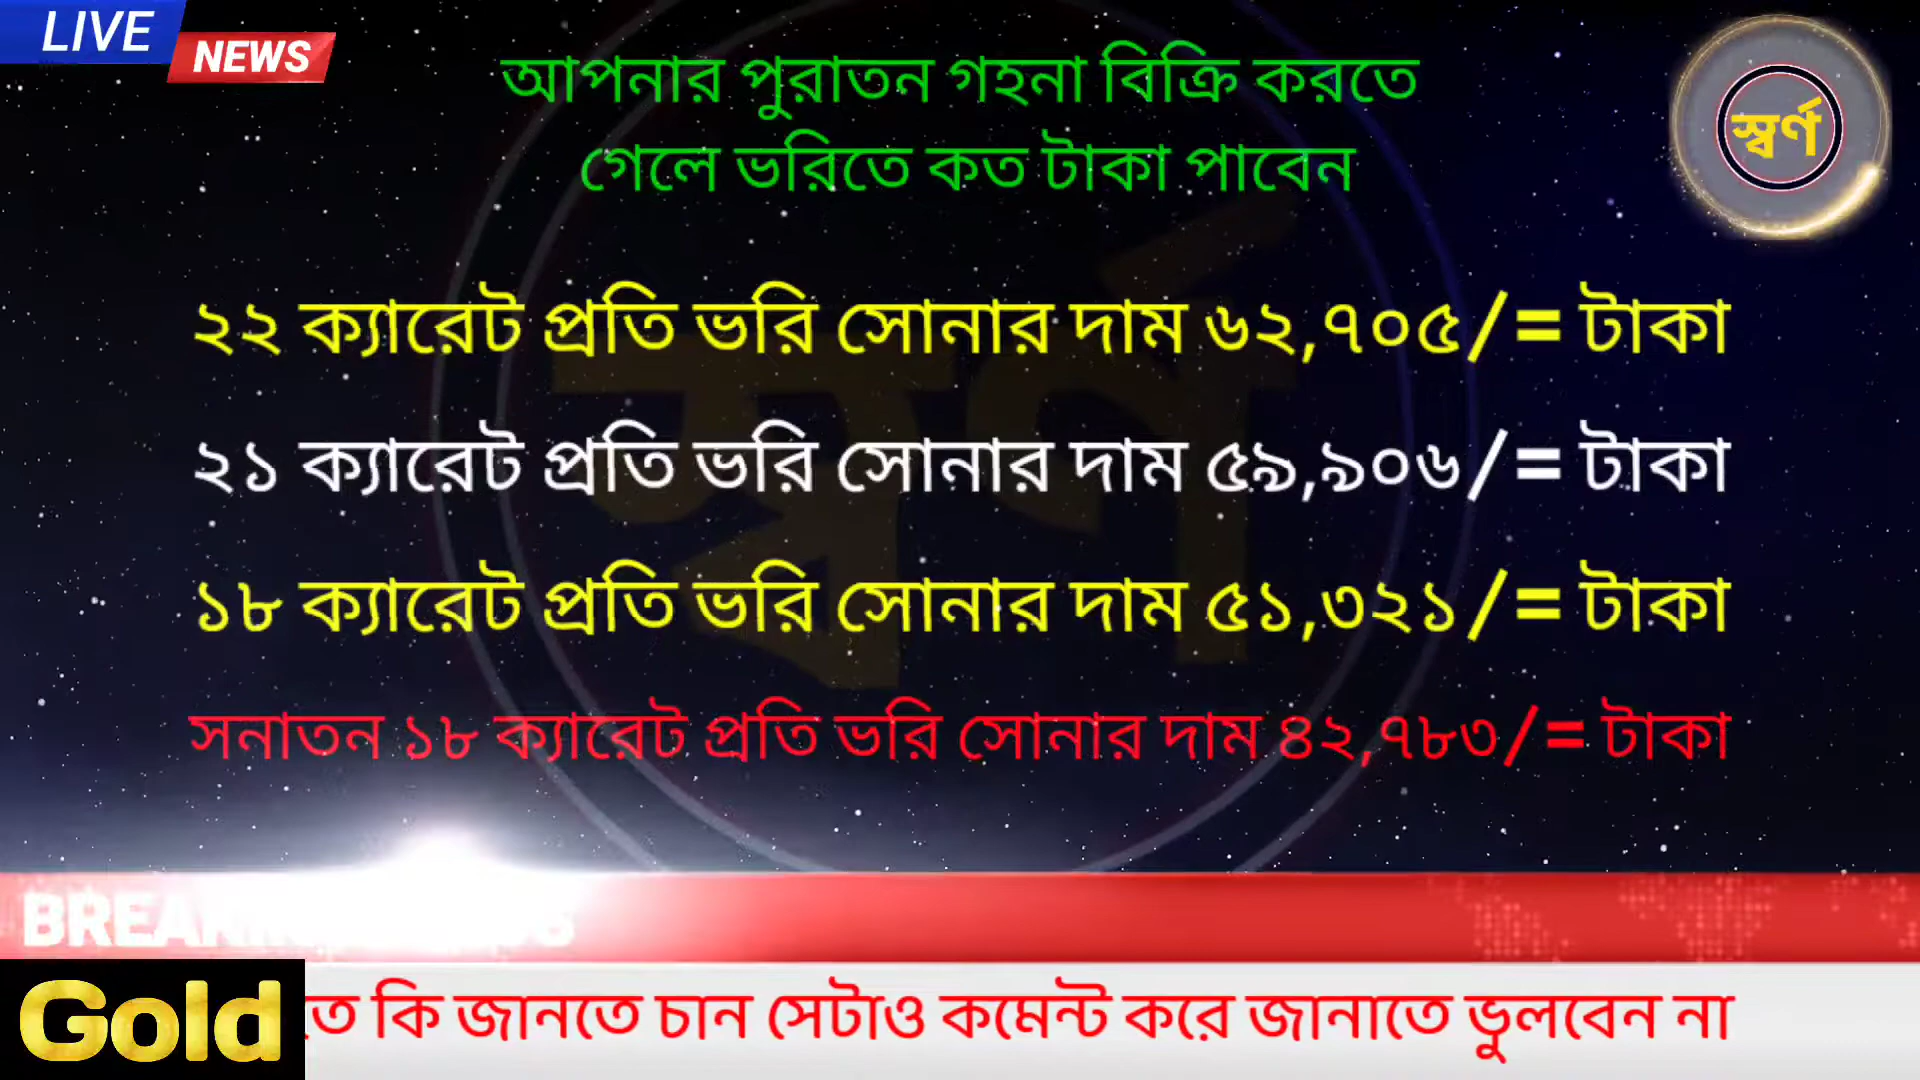 LIVE
NEWS
আপনার পুরাতন গহনা বিক্রি করতে
গেলে ভরিতে কত টাকা পাবেন
স্বর্ণ
২২ ক্যারেট প্রতি ভরি সোনার দাম ৬২,৭০৫/= টাকা
২১ ক্যারেট প্রতি ভরি সোনার দাম ৫৯,৯০৬/= টাকা
১৮ ক্যারেট প্রতি ভরি সোনার দাম ৫১,৩২১/= টাকা
সনাতন ১৮ ক্যারেট প্রতি ভরি সোনার দাম ৪২,৭৮৩/= টাকা
Gold
কি জানতে চান সেটাও কমেন্ট করে জানাতে ভুলবেন না